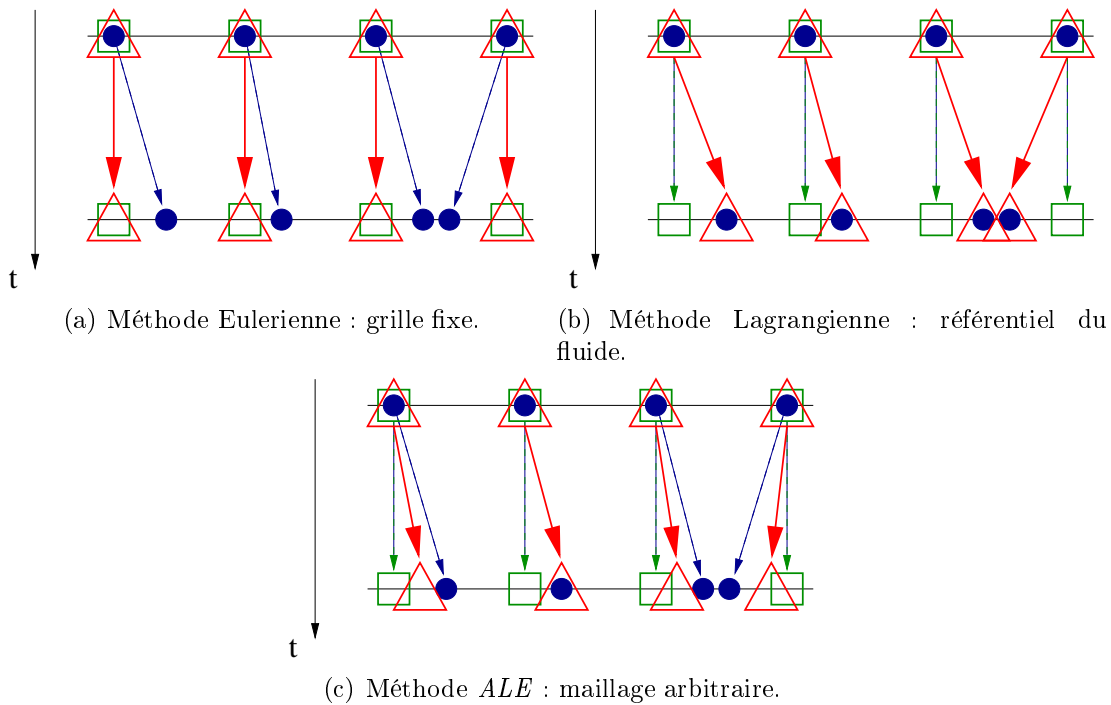 t
t
(a) Méthode Eulerienne : grille fixe.
(b) Méthode Lagrangienne : référentiel du
fluide.
t
(c) Méthode ALE : maillage arbitraire.